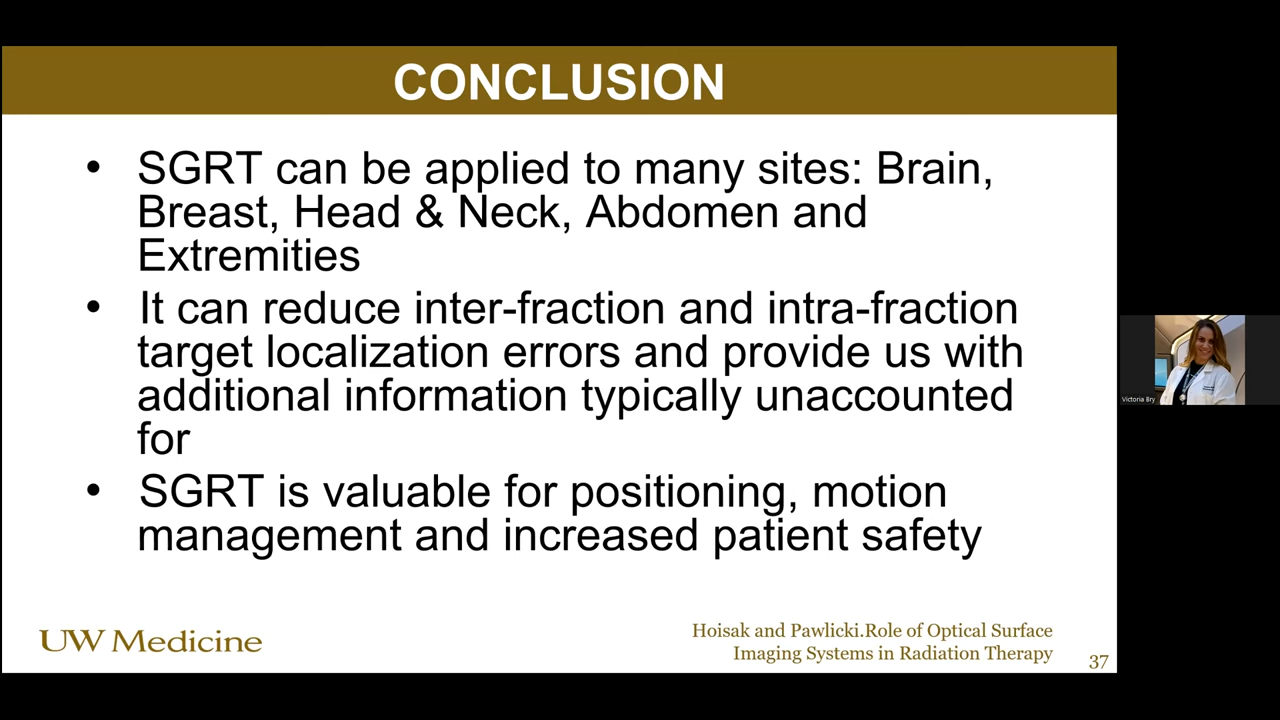 CONCLUSION
• SGRT can be applied to many sites: Brain,
Breast, Head & Neck, Abdomen and
Extremities
• It can reduce inter-fraction and intra-fraction
target localization errors and provide us with
additional information typically unaccounted
for
• SGRT is valuable for positioning, motion
management and increased patient safety
UW Medicine
Hoisak and Pawlicki.Role of Optical Surface
Imaging Systems in Radiation Therapy
37
Victoria Bry